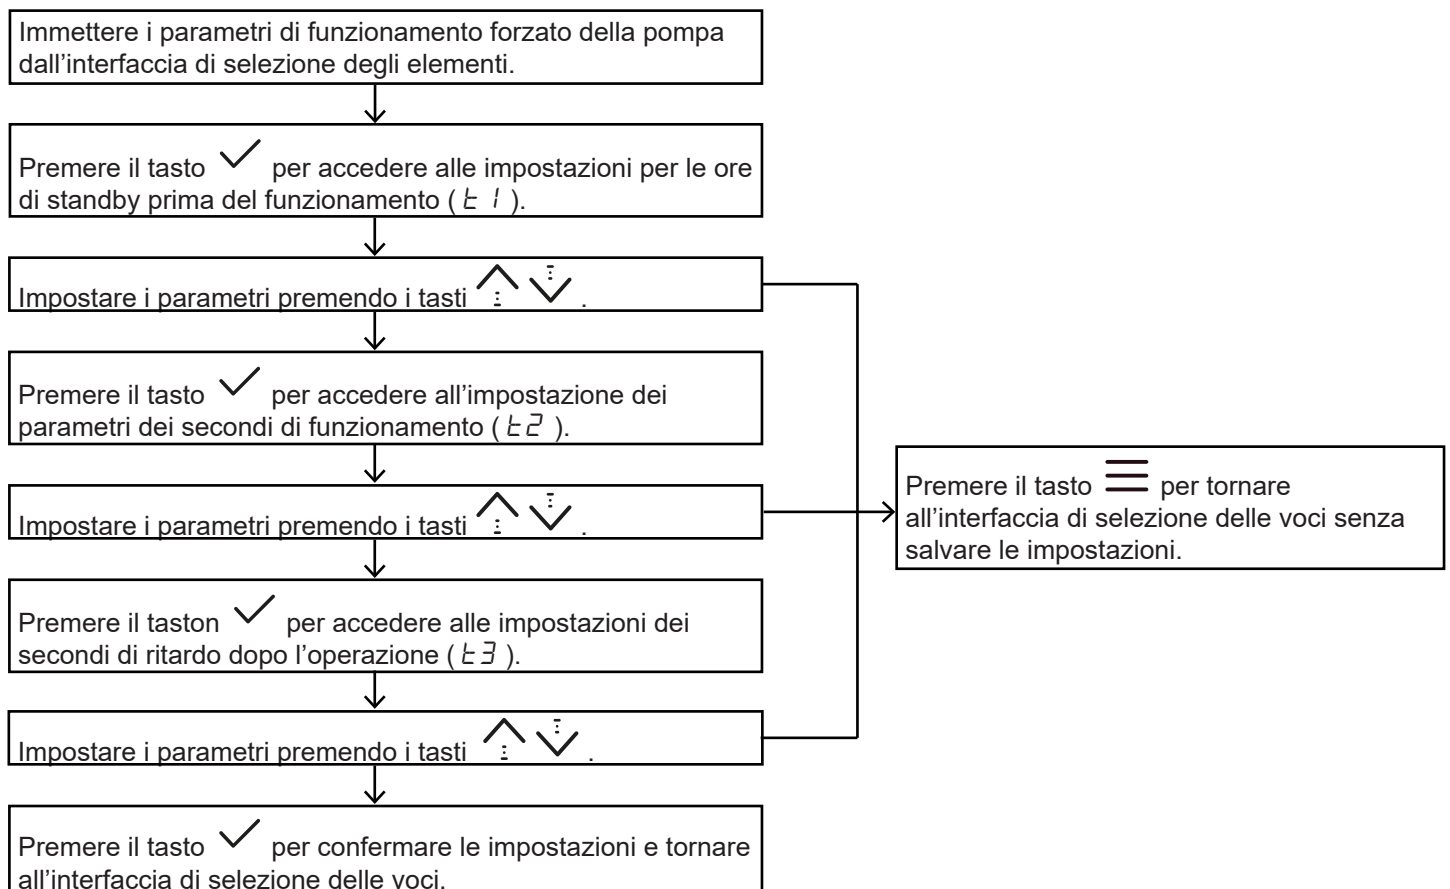 Immettere i parametri di funzionamento forzato della pompa
dall’interfaccia di selezione degli elementi.
Premere il tasto per accedere alle impostazioni per le ore
di standby prima del funzionamento ( t 1 ).
Impostare i parametri premendo i tasti .
Premere il tasto per accedere all’impostazione dei
parametri dei secondi di funzionamento ( t2 ).
Impostare i parametri premendo i tasti .
Premere il taston per accedere alle impostazioni dei
secondi di ritardo dopo l’operazione ( t3 ).
Impostare i parametri premendo i tasti .
Premere il tasto per confermare le impostazioni e tornare
all’interfaccia di selezione delle voci.
Premere il tasto per tornare
all’interfaccia di selezione delle voci senza
salvare le impostazioni.